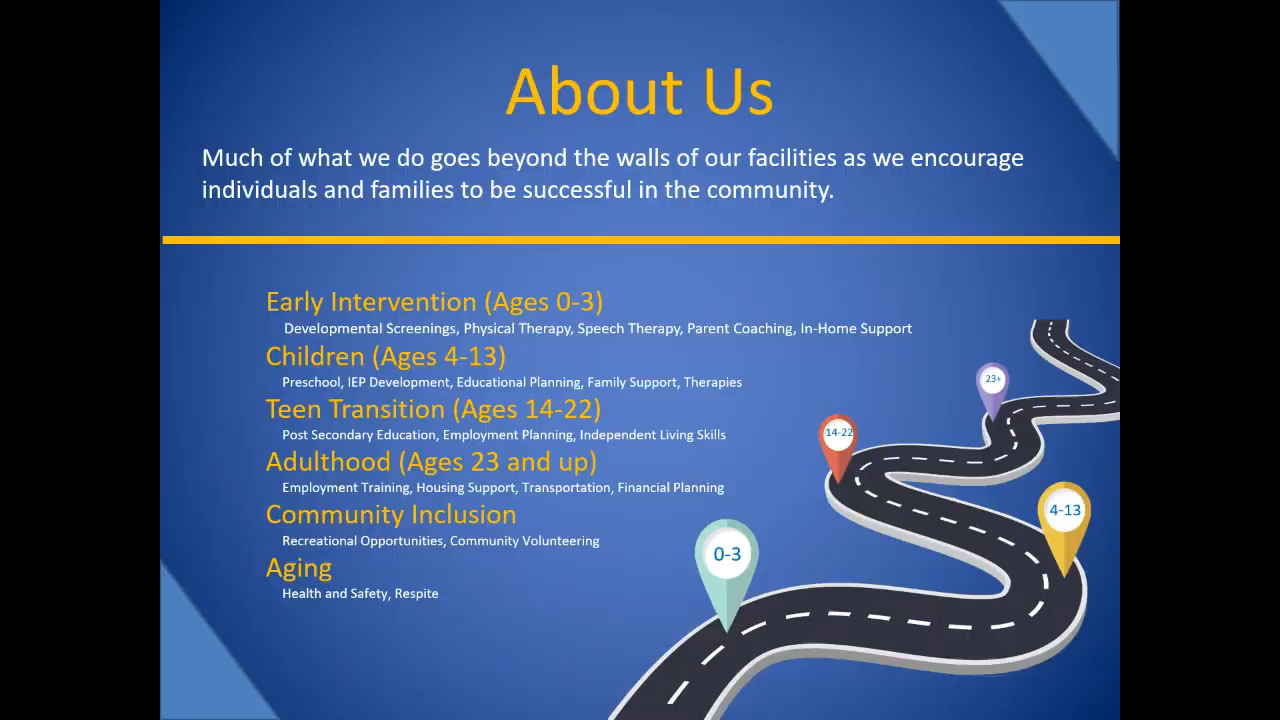 About Us
Much of what we do goes beyond the walls of our facilities as we encourage
individuals and families to be successful in the community.
Early Intervention (Ages 0-3)
Developmental Screenings, Physical Therapy, Speech Therapy, Parent Coaching, In-Home Support
Children (Ages 4-13)
Preschool, IEP Development, Educational Planning, Family Support, Therapies
Teen Transition (Ages 14-22)
Post Secondary Education, Employment Planning, Independent Living Skills
Adulthood (Ages 23 and up)
Employment Training, Housing Support, Transportation, Financial Planning
Community Inclusion
Recreational Opportunities, Community Volunteering
Aging
Health and Safety, Respite
23+
14-22
4-13
0-3